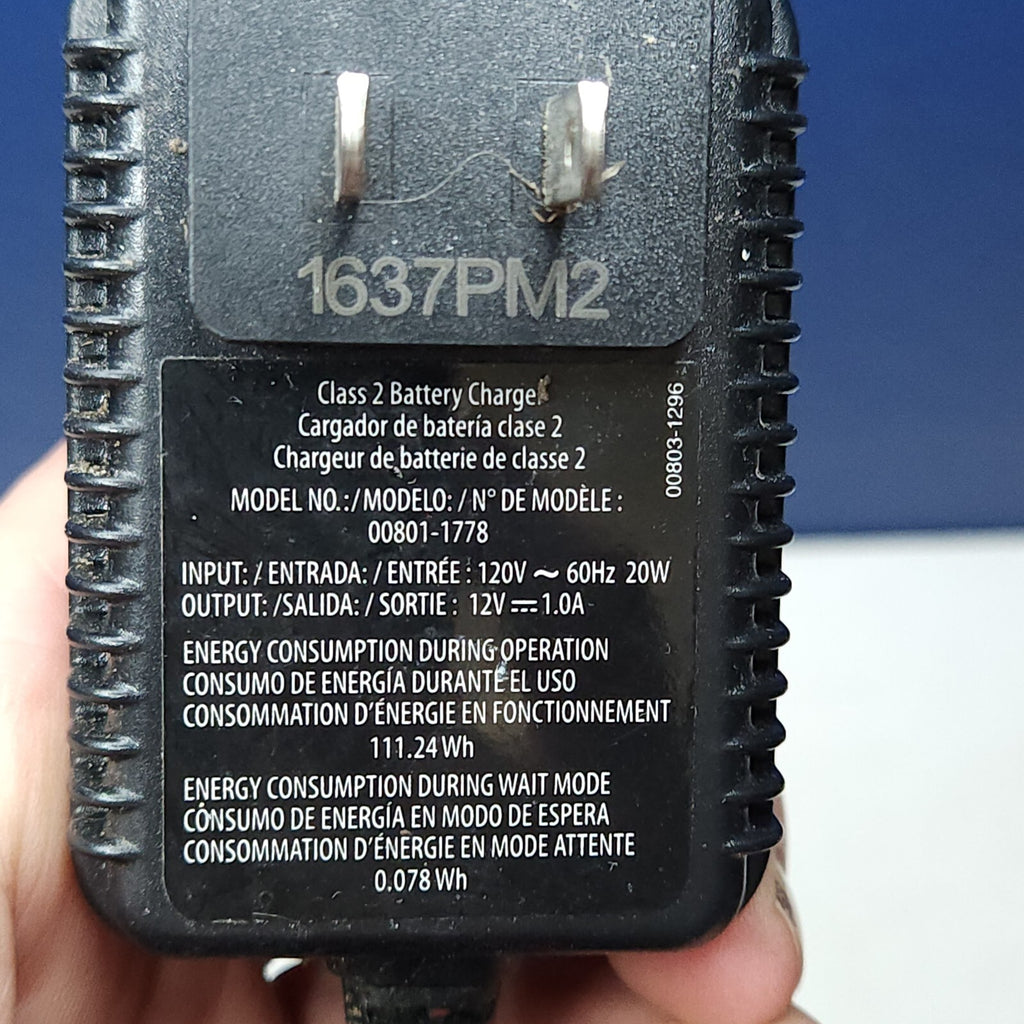 1637PM2
Class 2 Battery Charger
Cargador de batería clase 2
Chargeur de batterie de classe 2
00803-1296
MODEL NO.:/MODELO: / N° DE MODÈLE :
00801-1778
INPUT: / ENTRADA: / ENTRÉE : 120V ~ 60Hz 20W
OUTPUT: /SALIDA: / SORTIE : 12V ⎓ 1.0A
ENERGY CONSUMPTION DURING OPERATION
CONSUMO DE ENERGÍA DURANTE EL USO
CONSOMMATION D'ÉNERGIE EN FONCTIONNEMENT
111.24 Wh
ENERGY CONSUMPTION DURING WAIT MODE
CONSUMO DE ENERGÍA EN MODO DE ESPERA
CONSOMMATION D'ÉNERGIE EN MODE ATTENTE
0.078 Wh